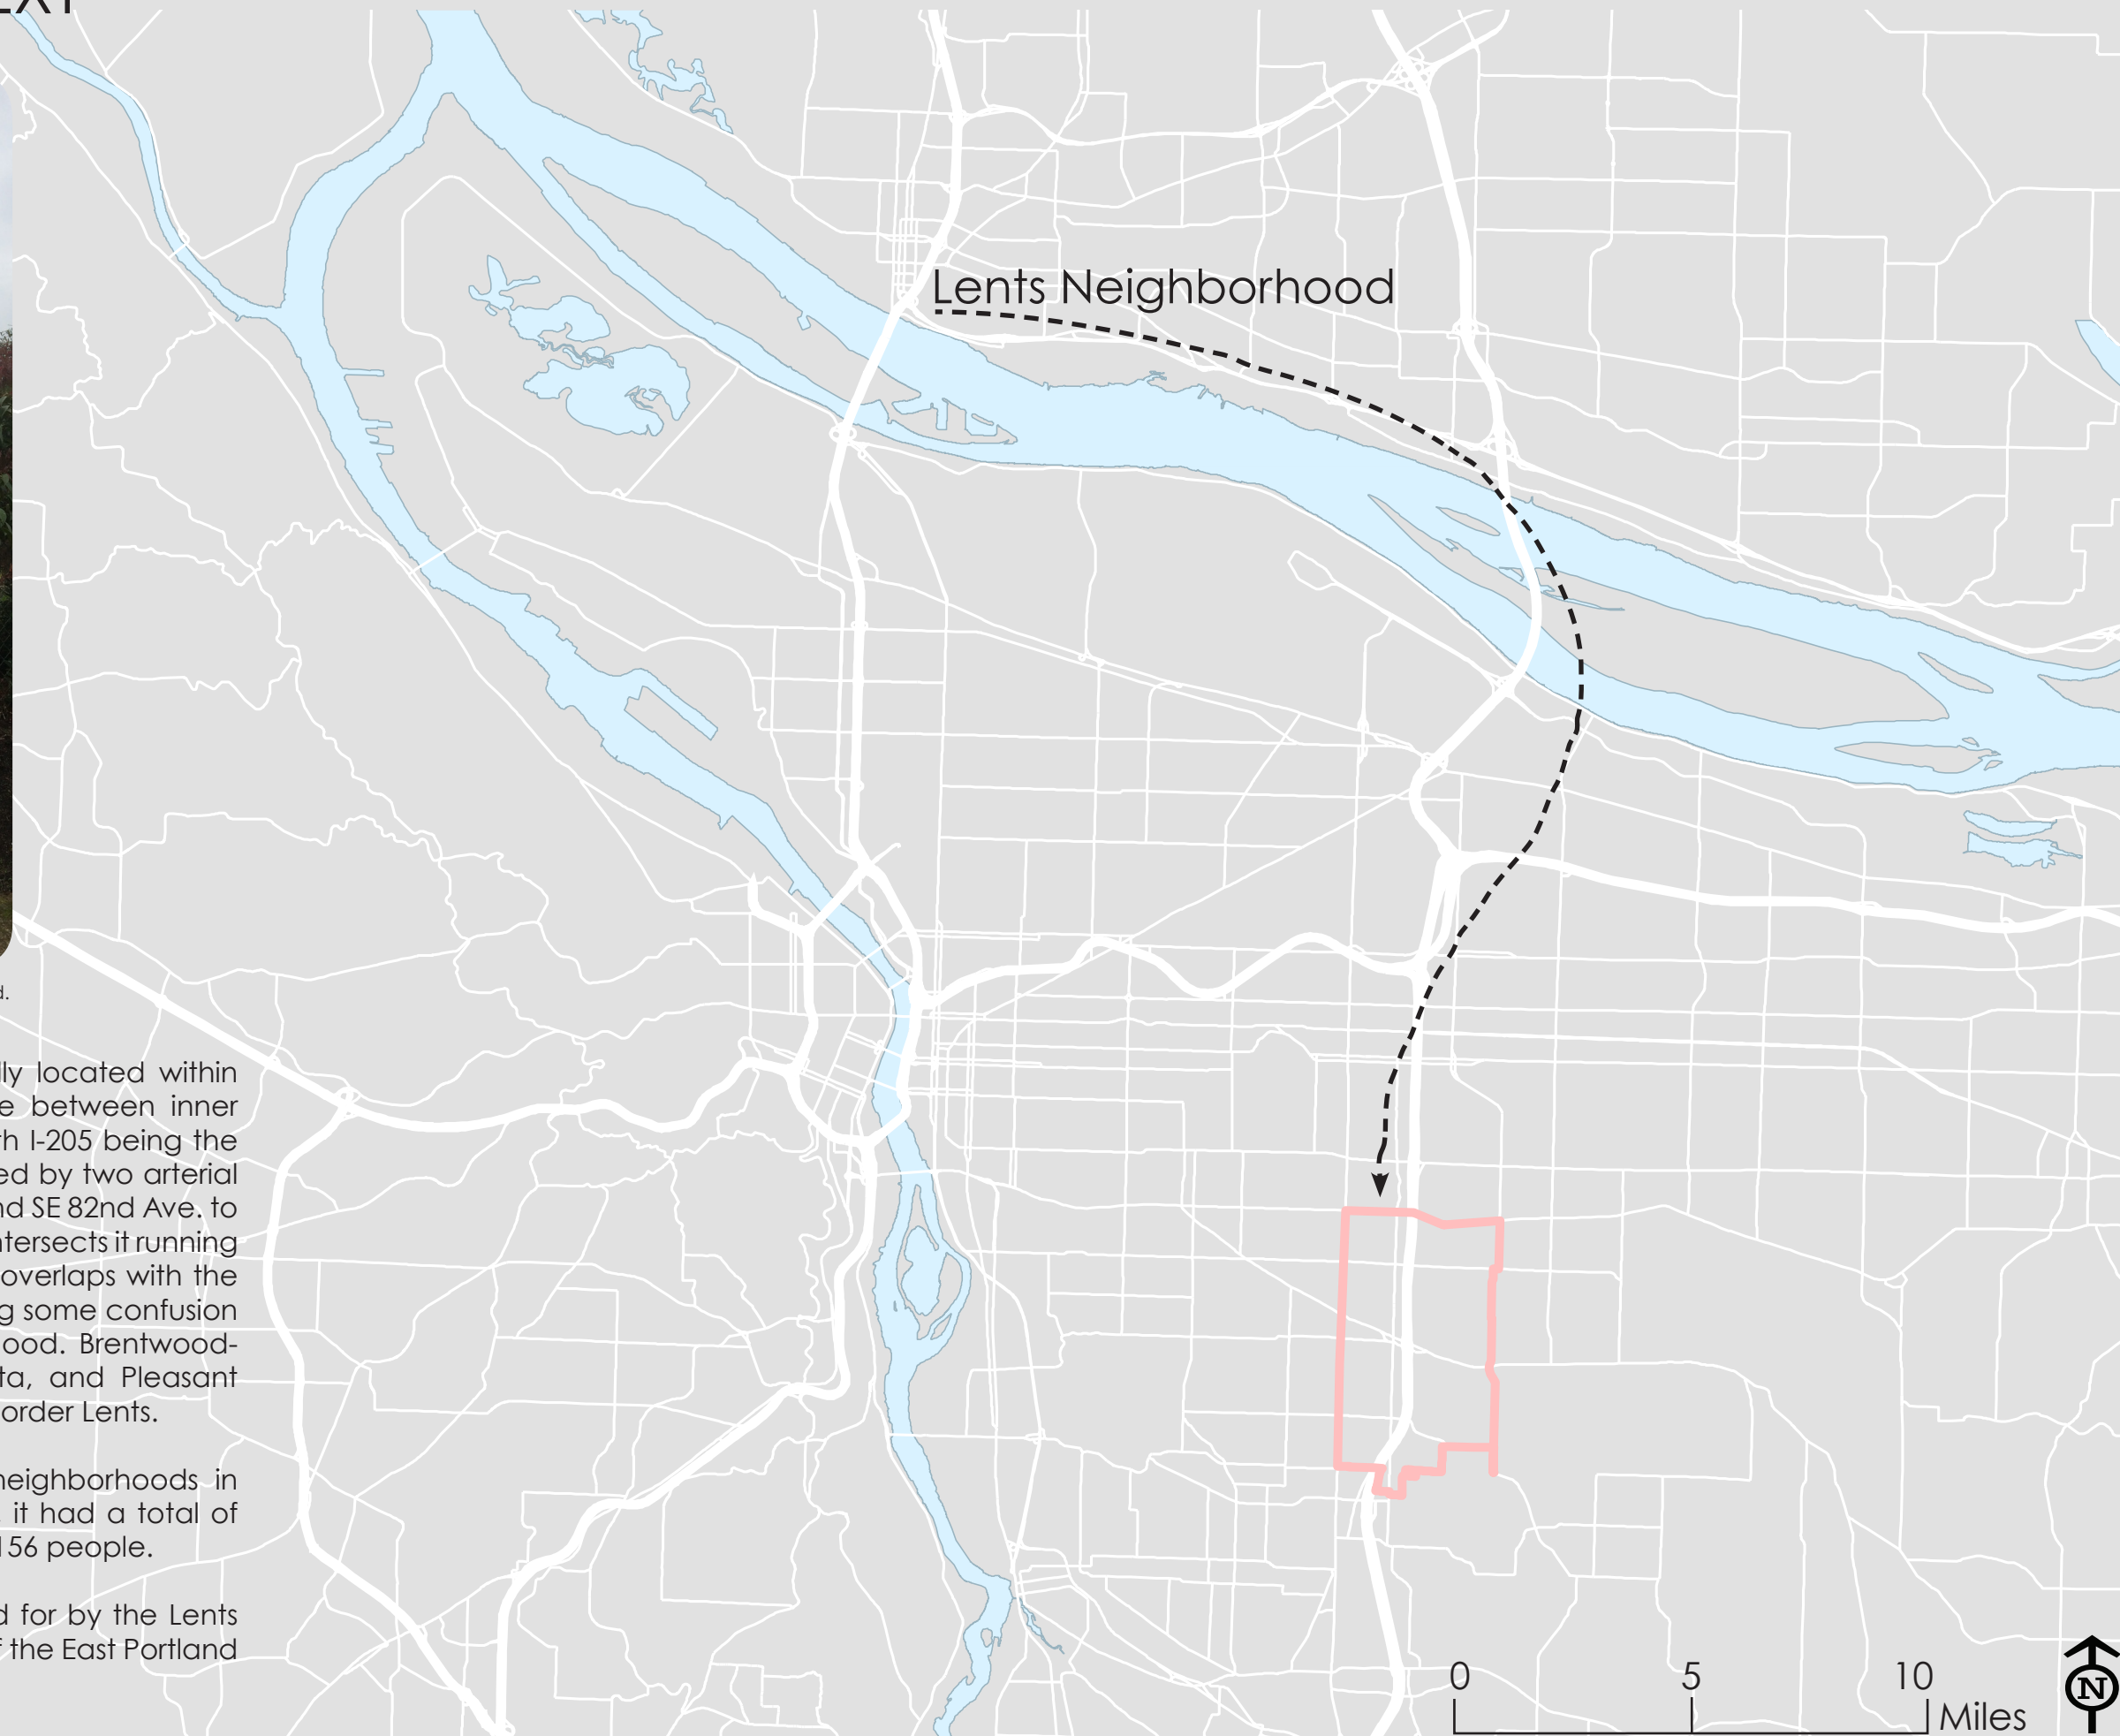 Lents Neighborhood
d.
lly located within
e between inner
th I-205 being the
ed by two arterial
nd SE 82nd Ave. to
ntersects it running
overlaps with the
g some confusion
ood. Brentwood-
ta, and Pleasant
order Lents.
neighborhoods in
it had a total of
156 people.
d for by the Lents
f the East Portland
0 5 10
Miles
N